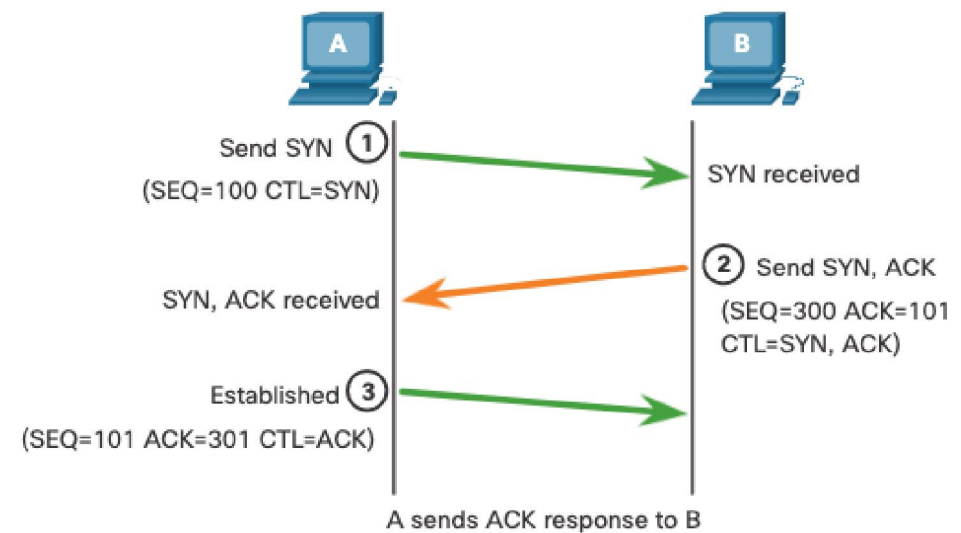 A
B
Send SYN 1
(SEQ=100 CTL=SYN)
SYN received
2 Send SYN, ACK
(SEQ=300 ACK=101
CTL=SYN, ACK)
SYN, ACK received
Established 3
(SEQ=101 ACK=301 CTL=ACK)
A sends ACK response to B